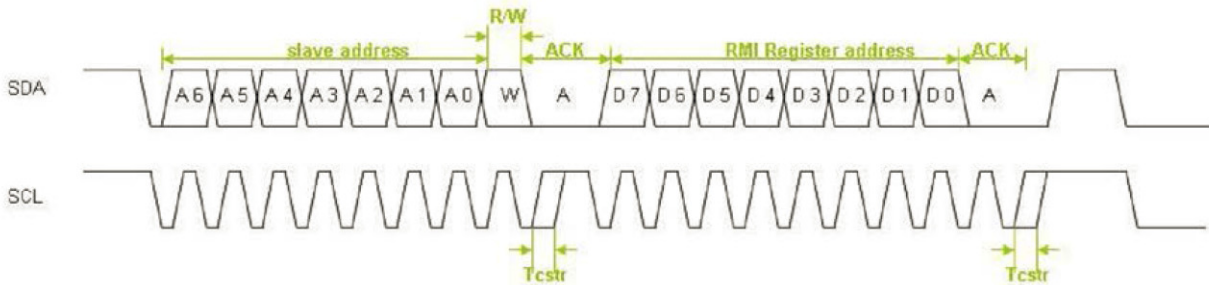 R/W
slave address
ACK
RMI Register address
ACK
SDA
A6 A5 A4 A3 A2 A1 A0 W A D7 D6 D5 D4 D3 D2 D1 D0 A
SCL
Tcstr
Tcstr